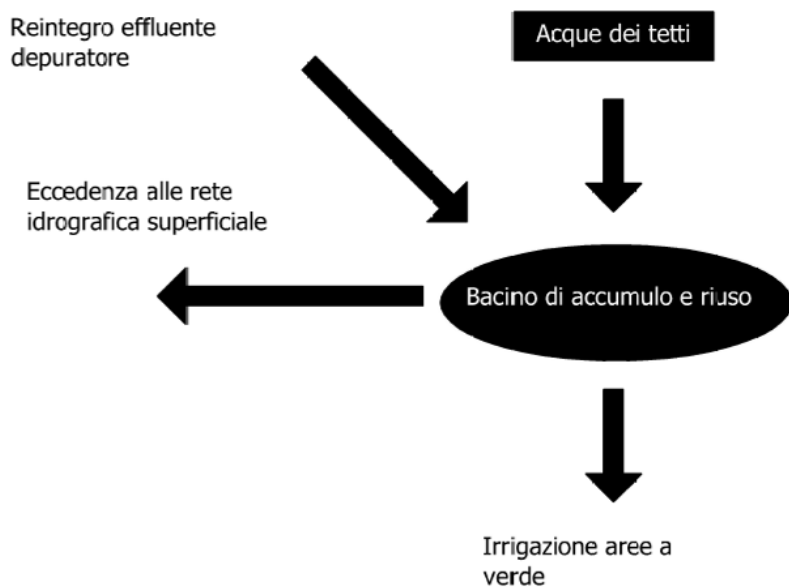 Reintegro effluente
depuratore
Acque dei tetti
Eccedenza alle rete
idrografica superficiale
Bacino di accumulo e riuso
Irrigazione aree a
verde